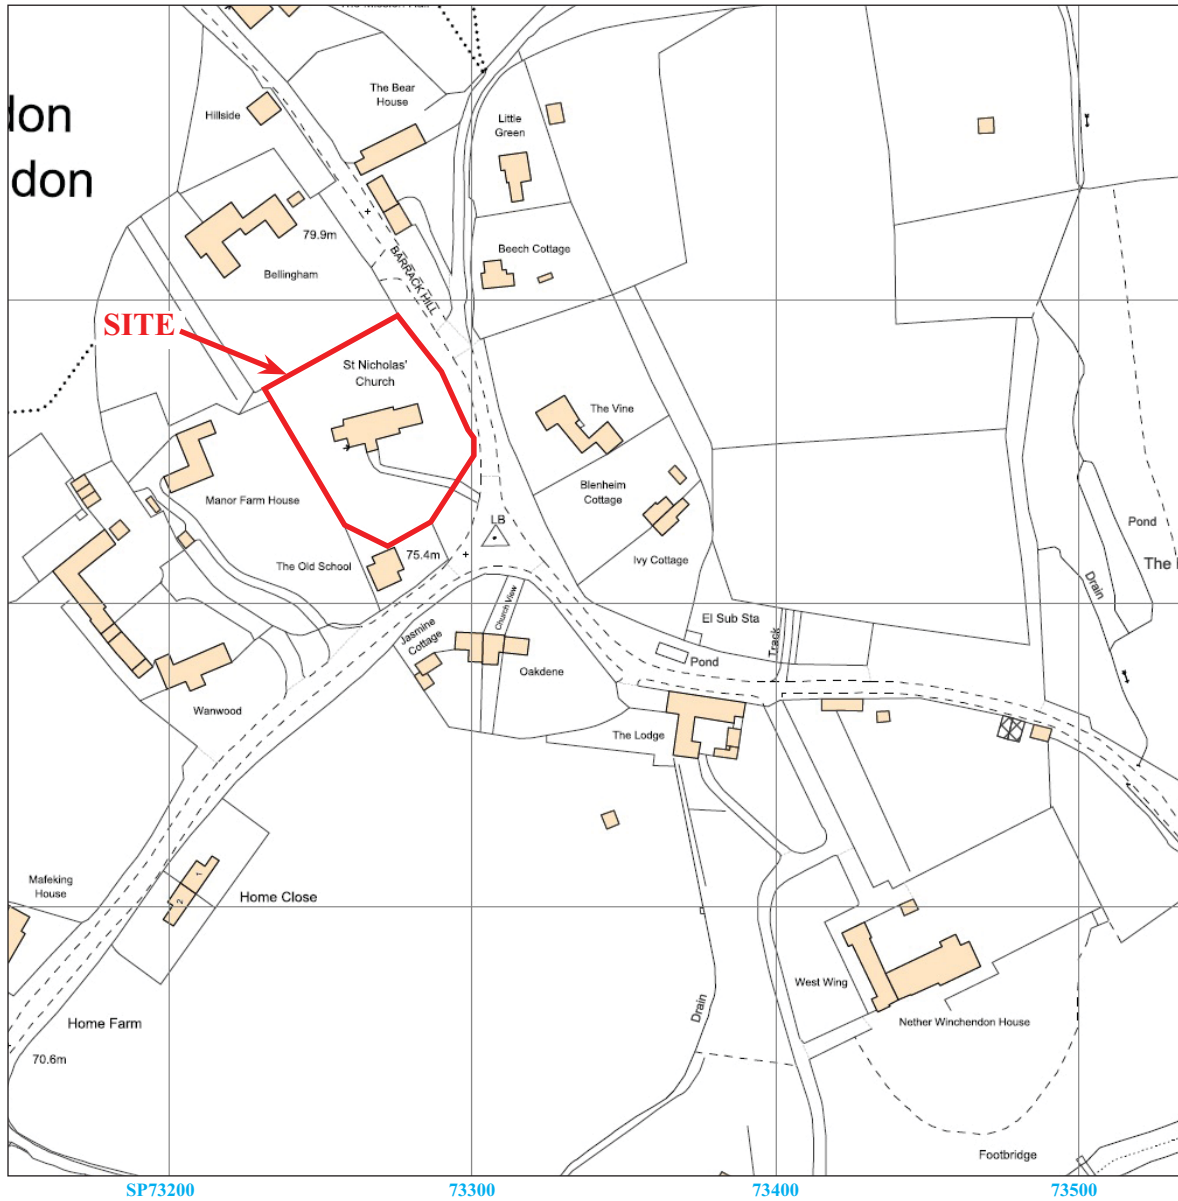 The Bear
House
Hillside
Little
Green
don
don
79.9m
Bellingham
BARRACK HILL
Beech Cottage
SITE
St Nicholas'
Church
The Vine
Manor Farm House
Blenheim
Cottage
LB
75.4m
The Old School
Ivy Cottage
Pond
The
Drain
Church View
El Sub Sta
Track
Jasmine
Cottage
Oakdene
Pond
Wanwood
The Lodge
Mafeking
House
1
2
Home Close
West Wing
Drain
Nether Winchendon House
Home Farm
70.6m
Footbridge
SP73200
73300
73400
73500